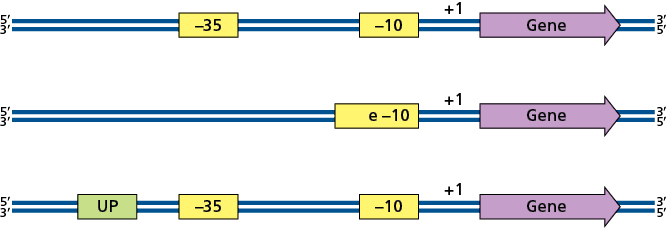 +1
5’ –35 –10 Gene 3’
3’ 5’
+1
5’ e –10 Gene 3’
3’ 5’
+1
5’ UP –35 –10 Gene 3’
3’ 5’